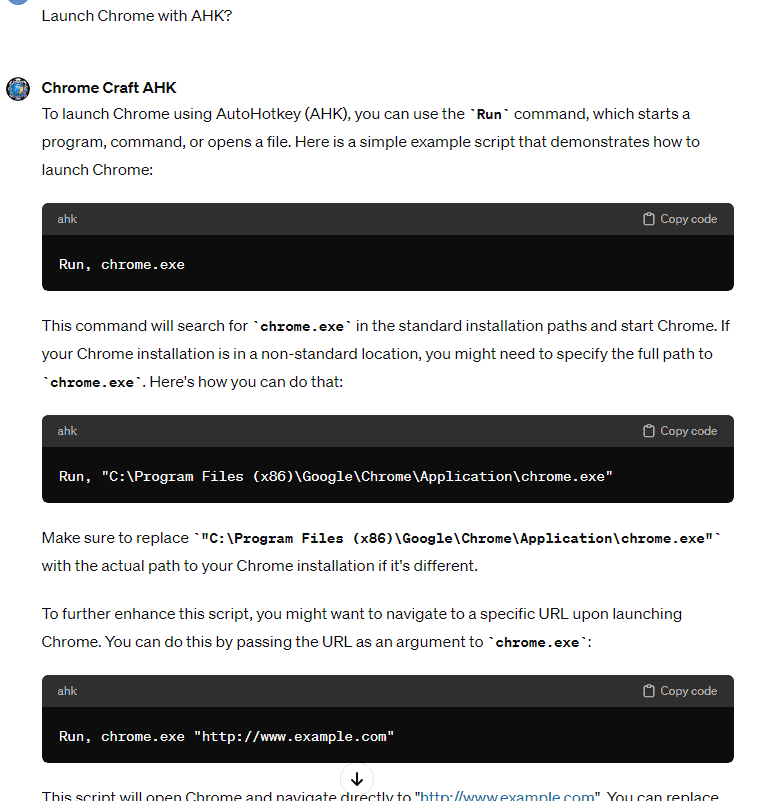 Launch Chrome with AHK?
Chrome Craft AHK
To launch Chrome using AutoHotkey (AHK), you can use the `Run` command, which starts a
program, command, or opens a file. Here is a simple example script that demonstrates how to
launch Chrome:
ahk Copy code
Run, chrome.exe
This command will search for `chrome.exe` in the standard installation paths and start Chrome. If
your Chrome installation is in a non-standard location, you might need to specify the full path to
`chrome.exe`. Here's how you can do that:
ahk Copy code
Run, "C:\Program Files (x86)\Google\Chrome\Application\chrome.exe"
Make sure to replace `"C:\Program Files (x86)\Google\Chrome\Application\chrome.exe"`
with the actual path to your Chrome installation if it's different.
To further enhance this script, you might want to navigate to a specific URL upon launching
Chrome. You can do this by passing the URL as an argument to `chrome.exe`:
ahk Copy code
Run, chrome.exe "http://www.example.com"
This script will open Chrome and navigate directly to "http://www.example.com". You can replace